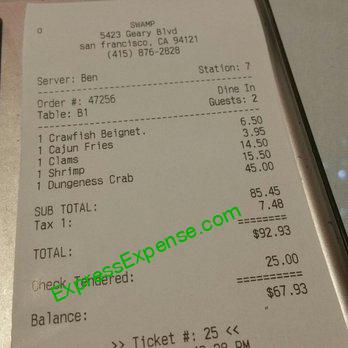 SWAMP
5423 Geary Blvd
san francisco, CA 94121
(415) 876-2828
Server: Ben Station: 7
Order #: 47256 Dine In
Table: B1 Guests: 2
1 Crawfish Beignet. 6.50
1 Cajun Fries 3.95
1 Clams 14.50
1 Shrimp 15.50
1 Dungeness Crab 45.00
SUB TOTAL: 85.45
Tax 1: 7.48
========
TOTAL: $92.93
Check Tendered: 25.00
==========
Balance: $67.93
>> Ticket #: 25 <<
ExpressExpense.com